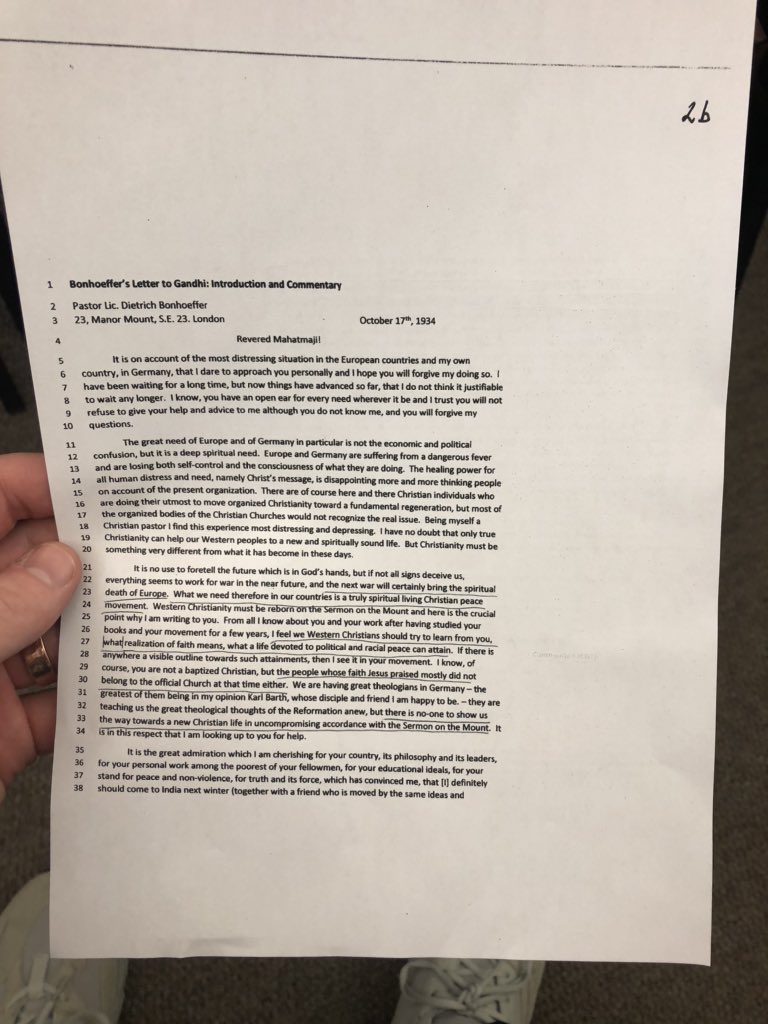 2b
1 Bonhoeffer's Letter to Gandhi: Introduction and Commentary
2 Pastor Lic. Dietrich Bonhoeffer
3 23, Manor Mount, S.E. 23. London October 17th, 1934
4 Revered Mahatmaji!
5 It is on account of the most distressing situation in the European countries and my own
6 country, in Germany, that I dare to approach you personally and I hope you will forgive my doing so. I
7 have been waiting for a long time, but now things have advanced so far, that I do not think it justifiable
8 to wait any longer. I know, you have an open ear for every need wherever it be and I trust you will not
9 refuse to give your help and advice to me although you do not know me, and you will forgive my
10 questions.
11 The great need of Europe and of Germany in particular is not the economic and political
12 confusion, but it is a deep spiritual need. Europe and Germany are suffering from a dangerous fever
13 and are losing both self-control and the consciousness of what they are doing. The healing power for
14 all human distress and need, namely Christ's message, is disappointing more and more thinking people
15 on account of the present organization. There are of course here and there Christian individuals who
16 are doing their utmost to move organized Christianity toward a fundamental regeneration, but most of
17 the organized bodies of the Christian Churches would not recognize the real issue. Being myself a
18 Christian pastor I find this experience most distressing and depressing. I have no doubt that only true
19 Christianity can help our Western peoples to a new and spiritually sound life. But Christianity must be
20 something very different from what it has become in these days.
21 It is no use to foretell the future which is in God's hands, but if not all signs deceive us,
22 everything seems to work for war in the near future, and the next war will certainly bring the spiritual
23 death of Europe. What we need therefore in our countries is a truly spiritual living Christian peace
24 movement. Western Christianity must be reborn on the Sermon on the Mount and here is the crucial
25 point why I am writing to you. From all I know about you and your work after having studied your
26 books and your movement for a few years, I feel we Western Christians should try to learn from you,
27 what realization of faith means, what a life devoted to political and racial peace can attain. If there is
28 anywhere a visible outline towards such attainments, then I see it in your movement. I know, of
29 course, you are not a baptized Christian, but the people whose faith Jesus praised mostly did not
30 belong to the official Church at that time either. We are having great theologians in Germany – the
31 greatest of them being in my opinion Karl Barth, whose disciple and friend I am happy to be. – they are
32 teaching us the great theological thoughts of the Reformation anew, but there is no-one to show us
33 the way towards a new Christian life in uncompromising accordance with the Sermon on the Mount. It
34 is in this respect that I am looking up to you for help.
35 It is the great admiration which I am cherishing for your country, its philosophy and its leaders,
36 for your personal work among the poorest of your fellowmen, for your educational ideals, for your
37 stand for peace and non-violence, for truth and its force, which has convinced me, that [I] definitely
38 should come to India next winter (together with a friend who is moved by the same ideas and